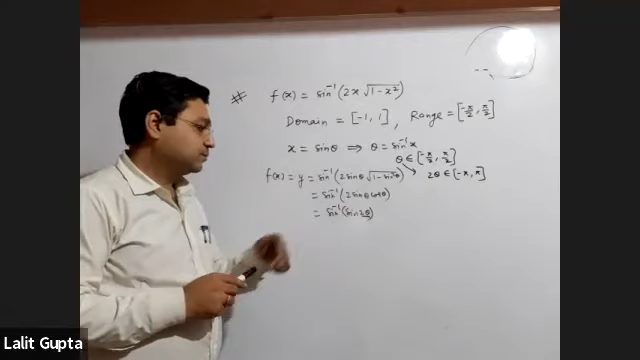 # f(x) = sin⁻¹(2x √(1-x²))
Domain = [-1, 1], Range = [-π/2, π/2]
x = sinθ ⟹ θ = sin⁻¹x
θ ∈ [-π/2, π/2]
f(x) = y = sin⁻¹(2sinθ √(1-sin²θ))
2θ ∈ [-π, π]
= sin⁻¹(2sinθ cosθ)
= sin⁻¹(sin2θ)
Lalit Gupta